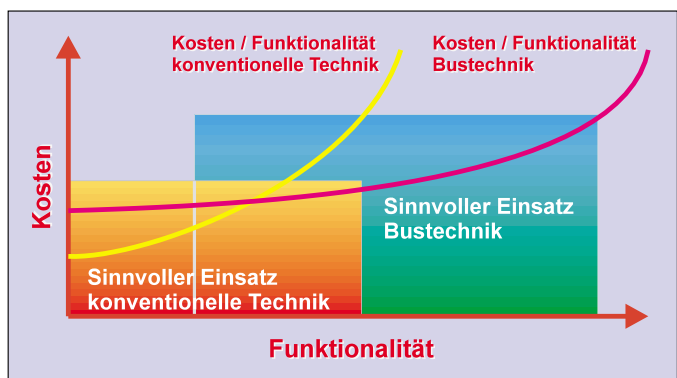 Kosten / Funktionalität
konventionelle Technik
Kosten / Funktionalität
Bustechnik
Kosten
Sinnvoller Einsatz
Bustechnik
Sinnvoller Einsatz
konventionelle Technik
Funktionalität